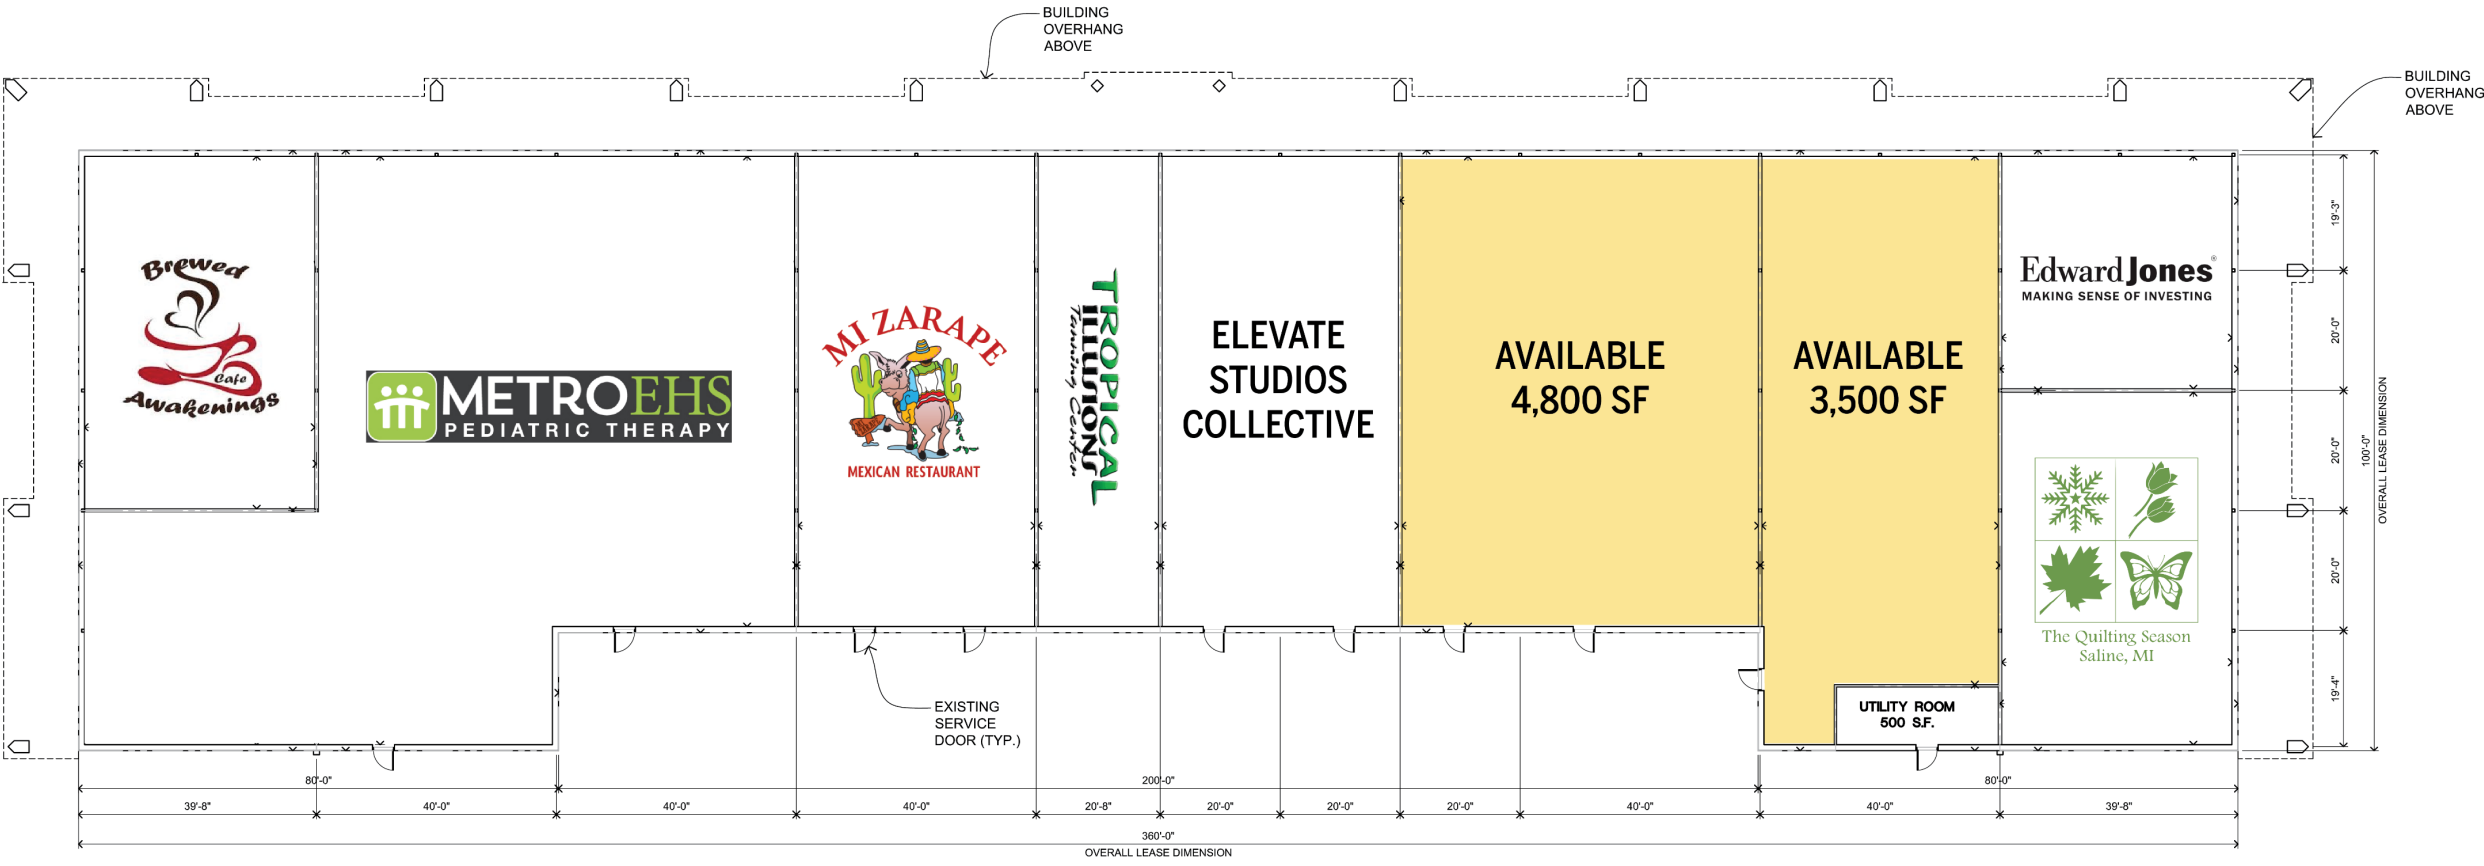 BUILDING
OVERHANG
ABOVE
BUILDING
OVERHANG
ABOVE
Brewed
Cafe
Awakenings
METROEHS
PEDIATRIC THERAPY
MI ZARAPE
MEXICAN RESTAURANT
TROPICAL
ILLUSIONS
Tanning Center
ELEVATE
STUDIOS
COLLECTIVE
AVAILABLE
4,800 SF
AVAILABLE
3,500 SF
Edward Jones®
MAKING SENSE OF INVESTING
The Quilting Season
Saline, MI
UTILITY ROOM
500 S.F.
EXISTING
SERVICE
DOOR (TYP.)
19'-3"
20'-0"
20'-0"
20'-0"
19'-4"
100'-0"
OVERALL LEASE DIMENSION
80'-0"
200'-0"
80'-0"
39'-8"
40'-0"
40'-0"
40'-0"
20'-8"
20'-0"
20'-0"
20'-0"
40'-0"
40'-0"
39'-8"
360'-0"
OVERALL LEASE DIMENSION